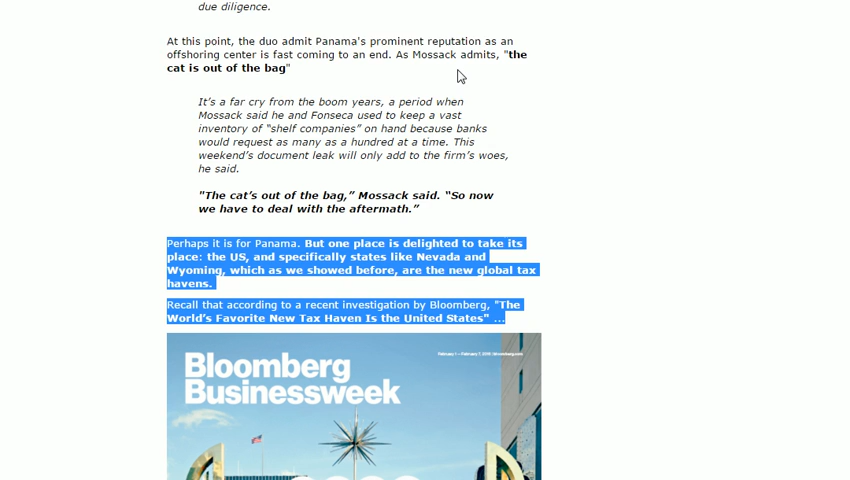 due diligence.
At this point, the duo admit Panama's prominent reputation as an
offshoring center is fast coming to an end. As Mossack admits, "the
cat is out of the bag"
It's a far cry from the boom years, a period when
Mossack said he and Fonseca used to keep a vast
inventory of “shelf companies” on hand because banks
would request as many as a hundred at a time. This
weekend's document leak will only add to the firm's woes,
he said.
"The cat's out of the bag,” Mossack said. “So now
we have to deal with the aftermath.”
Perhaps it is for Panama. But one place is delighted to take its
place: the US, and specifically states like Nevada and
Wyoming, which as we showed before, are the new global tax
havens.
Recall that according to a recent investigation by Bloomberg, "The
World's Favorite New Tax Haven Is the United States" ...
Bloomberg
Businessweek